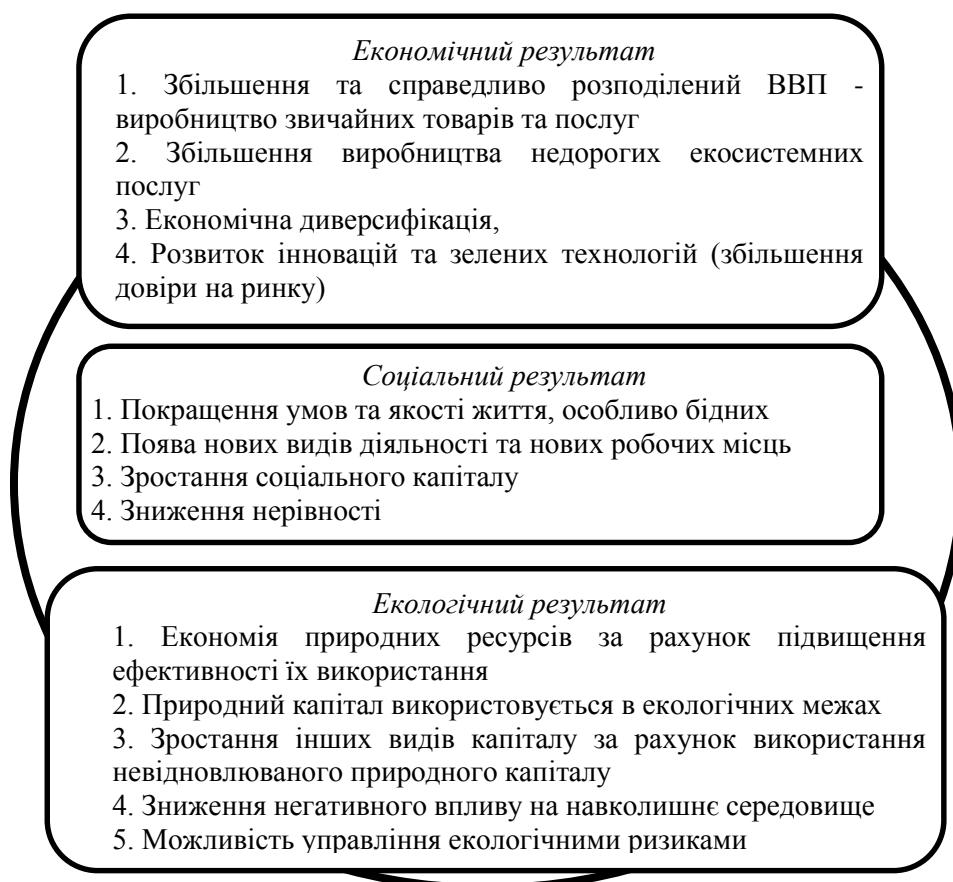 Економічний результат
1. Збільшення та справедливо розподілений ВВП -
виробництво звичайних товарів та послуг
2. Збільшення виробництва недорогих екосистемних
послуг
3. Економічна диверсифікація,
4. Розвиток інновацій та зелених технологій (збільшення
довіри на ринку)
Соціальний результат
1. Покращення умов та якості життя, особливо бідних
2. Поява нових видів діяльності та нових робочих місць
3. Зростання соціального капіталу
4. Зниження нерівності
Екологічний результат
1. Економія природних ресурсів за рахунок підвищення
ефективності їх використання
2. Природний капітал використовується в екологічних межах
3. Зростання інших видів капіталу за рахунок використання
невідновлюваного природного капіталу
4. Зниження негативного впливу на навколишнє середовище
5. Можливість управління екологічними ризиками